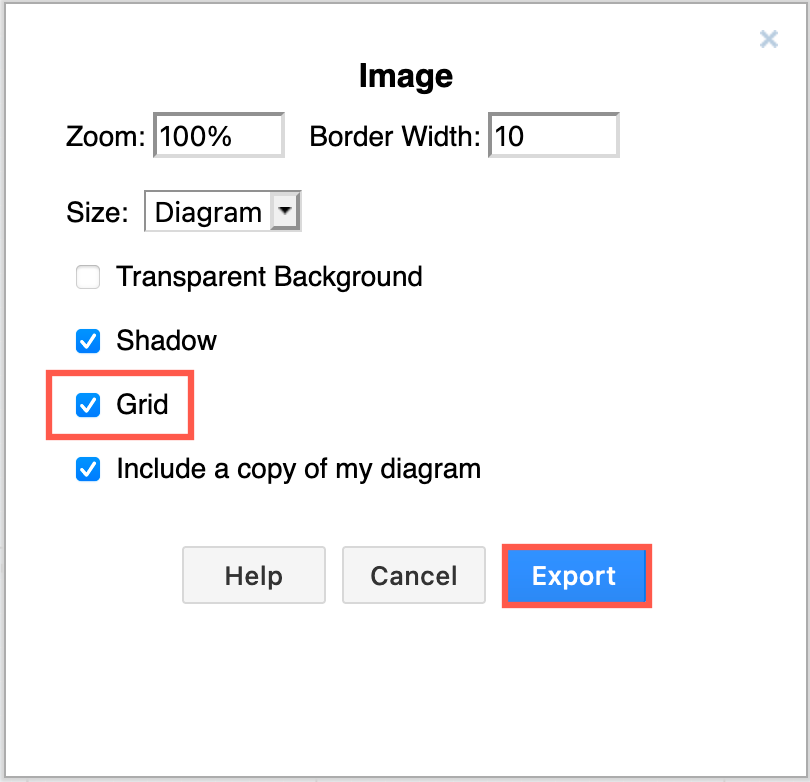 Image
Zoom: 100% Border Width: 10
Size: Diagram
Transparent Background
Shadow
Grid
Include a copy of my diagram
Help Cancel Export